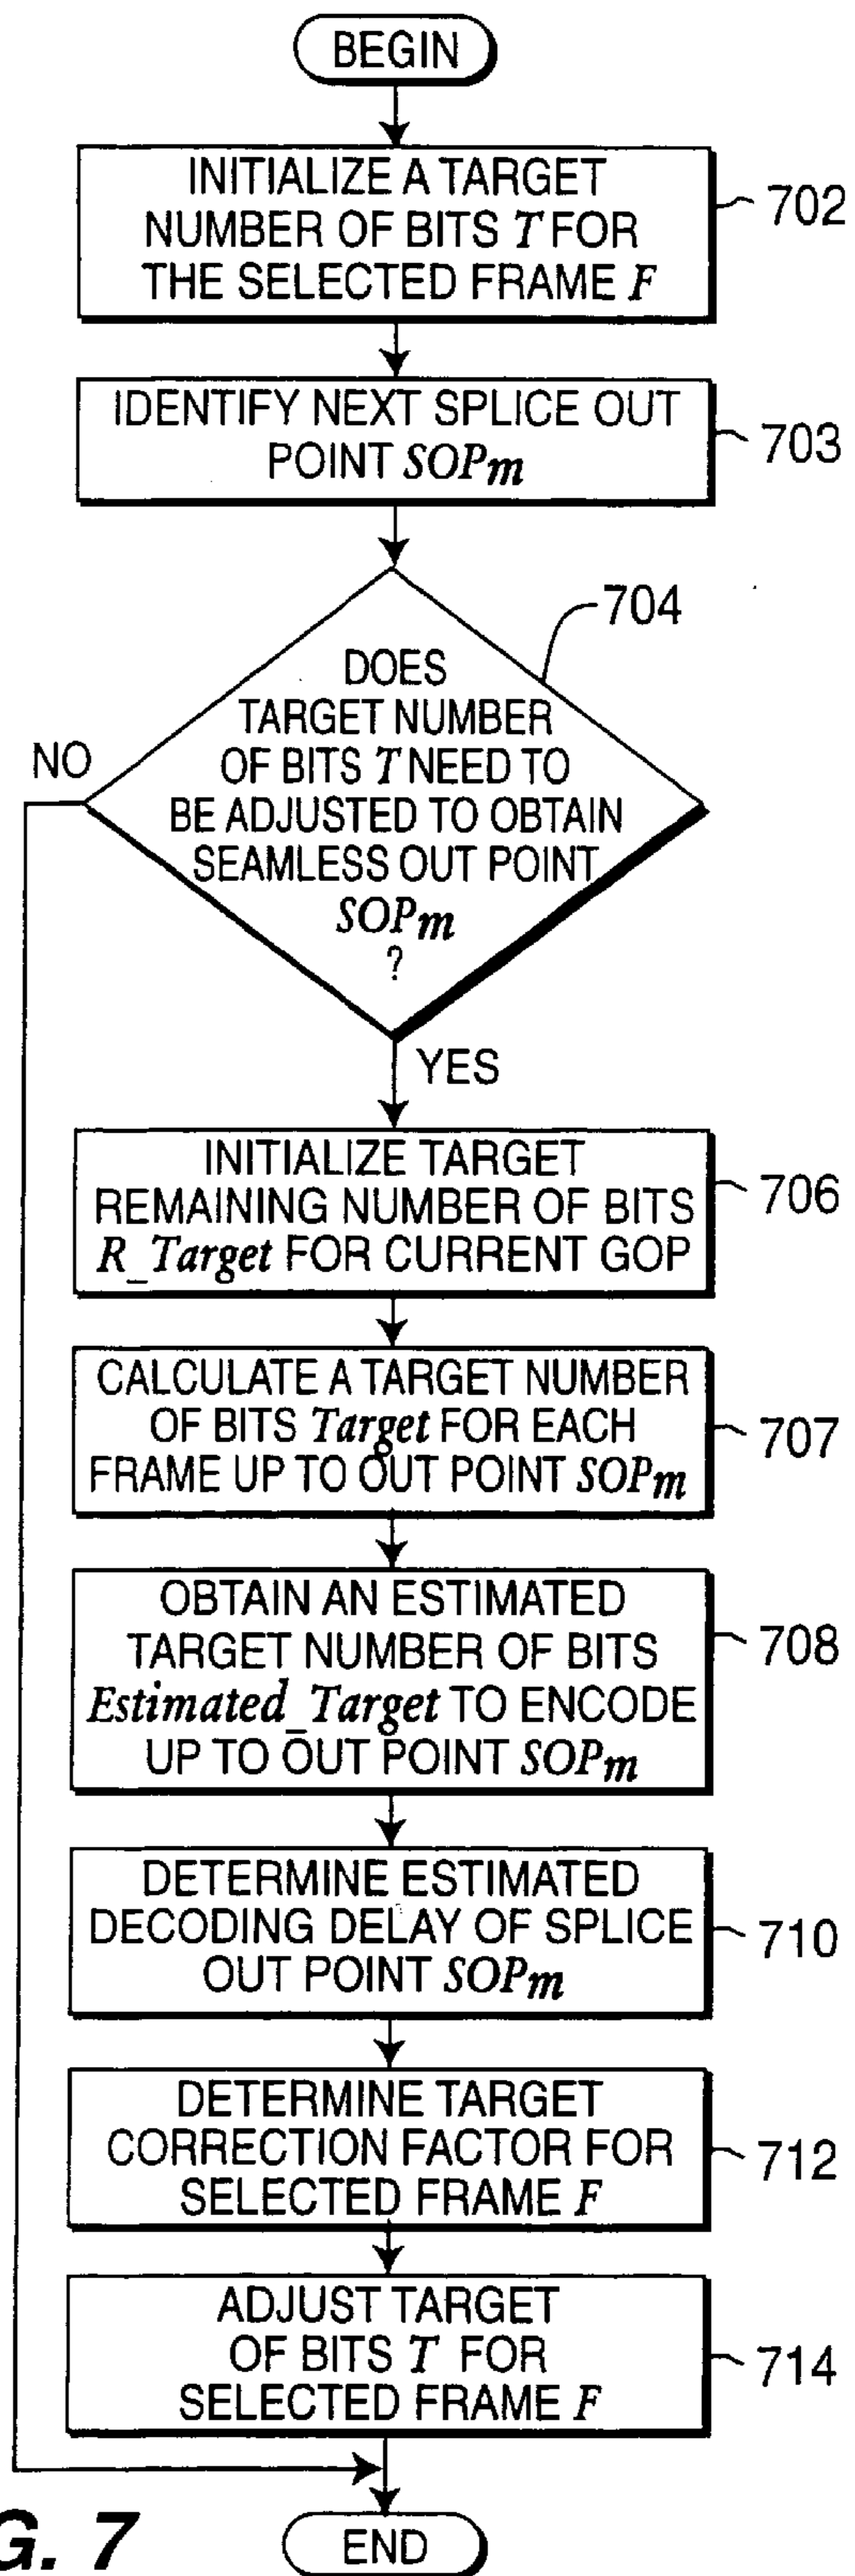 BEGIN
INITIALIZE A TARGET
NUMBER OF BITS T FOR
THE SELECTED FRAME F
702
IDENTIFY NEXT SPLICE OUT
POINT SOPm
703
704
DOES
TARGET NUMBER
OF BITS T NEED TO
BE ADJUSTED TO OBTAIN
SEAMLESS OUT POINT
SOPm
?
NO
YES
INITIALIZE TARGET
REMAINING NUMBER OF BITS
R_Target FOR CURRENT GOP
706
CALCULATE A TARGET NUMBER
OF BITS Target FOR EACH
FRAME UP TO OUT POINT SOPm
707
OBTAIN AN ESTIMATED
TARGET NUMBER OF BITS
Estimated_Target TO ENCODE
UP TO OUT POINT SOPm
708
DETERMINE ESTIMATED
DECODING DELAY OF SPLICE
OUT POINT SOPm
710
DETERMINE TARGET
CORRECTION FACTOR FOR
SELECTED FRAME F
712
ADJUST TARGET
OF BITS T FOR
SELECTED FRAME F
714
END
G. 7